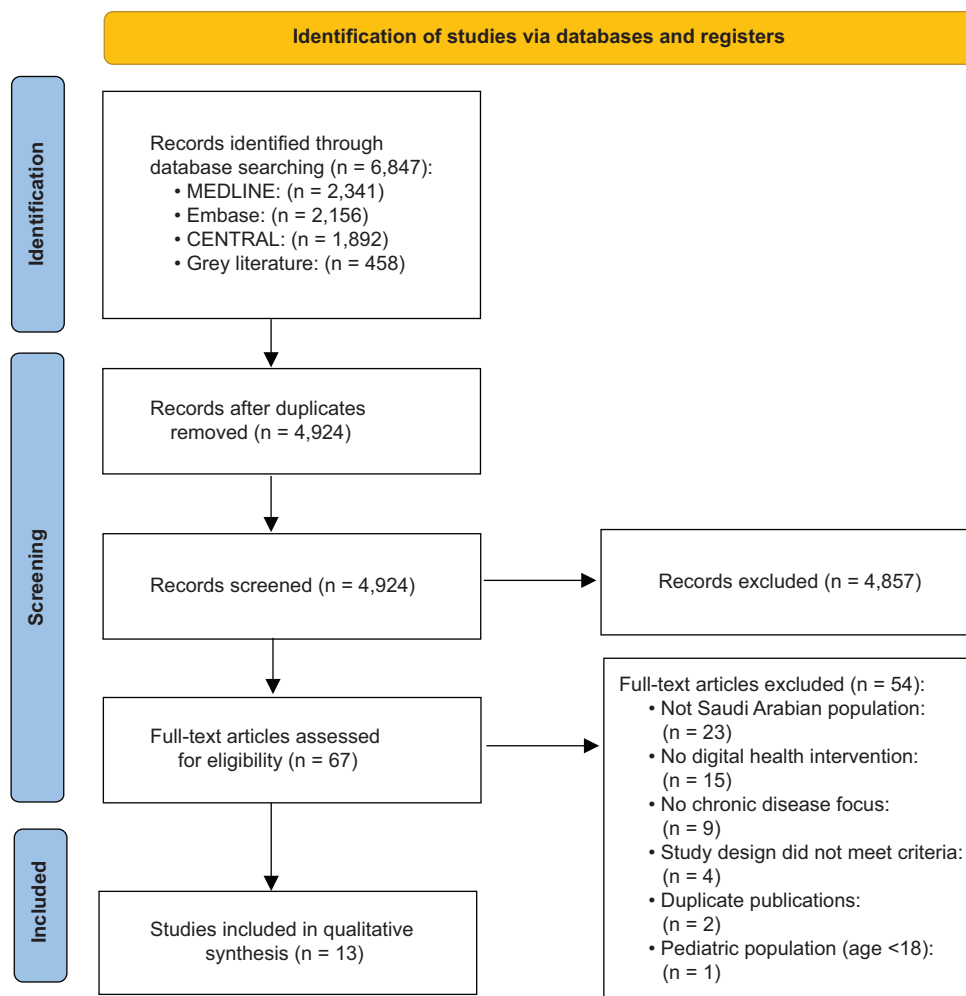 Identification of studies via databases and registers
Identification
Records identified through
database searching (n = 6,847):
• MEDLINE: (n = 2,341)
• Embase: (n = 2,156)
• CENTRAL: (n = 1,892)
• Grey literature: (n = 458)
Screening
Records after duplicates
removed (n = 4,924)
Records screened (n = 4,924)
Records excluded (n = 4,857)
Full-text articles assessed
for eligibility (n = 67)
Full-text articles excluded (n = 54):
• Not Saudi Arabian population:
(n = 23)
• No digital health intervention:
(n = 15)
• No chronic disease focus:
(n = 9)
• Study design did not meet criteria:
(n = 4)
• Duplicate publications:
(n = 2)
• Pediatric population (age <18):
(n = 1)
Included
Studies included in qualitative
synthesis (n = 13)